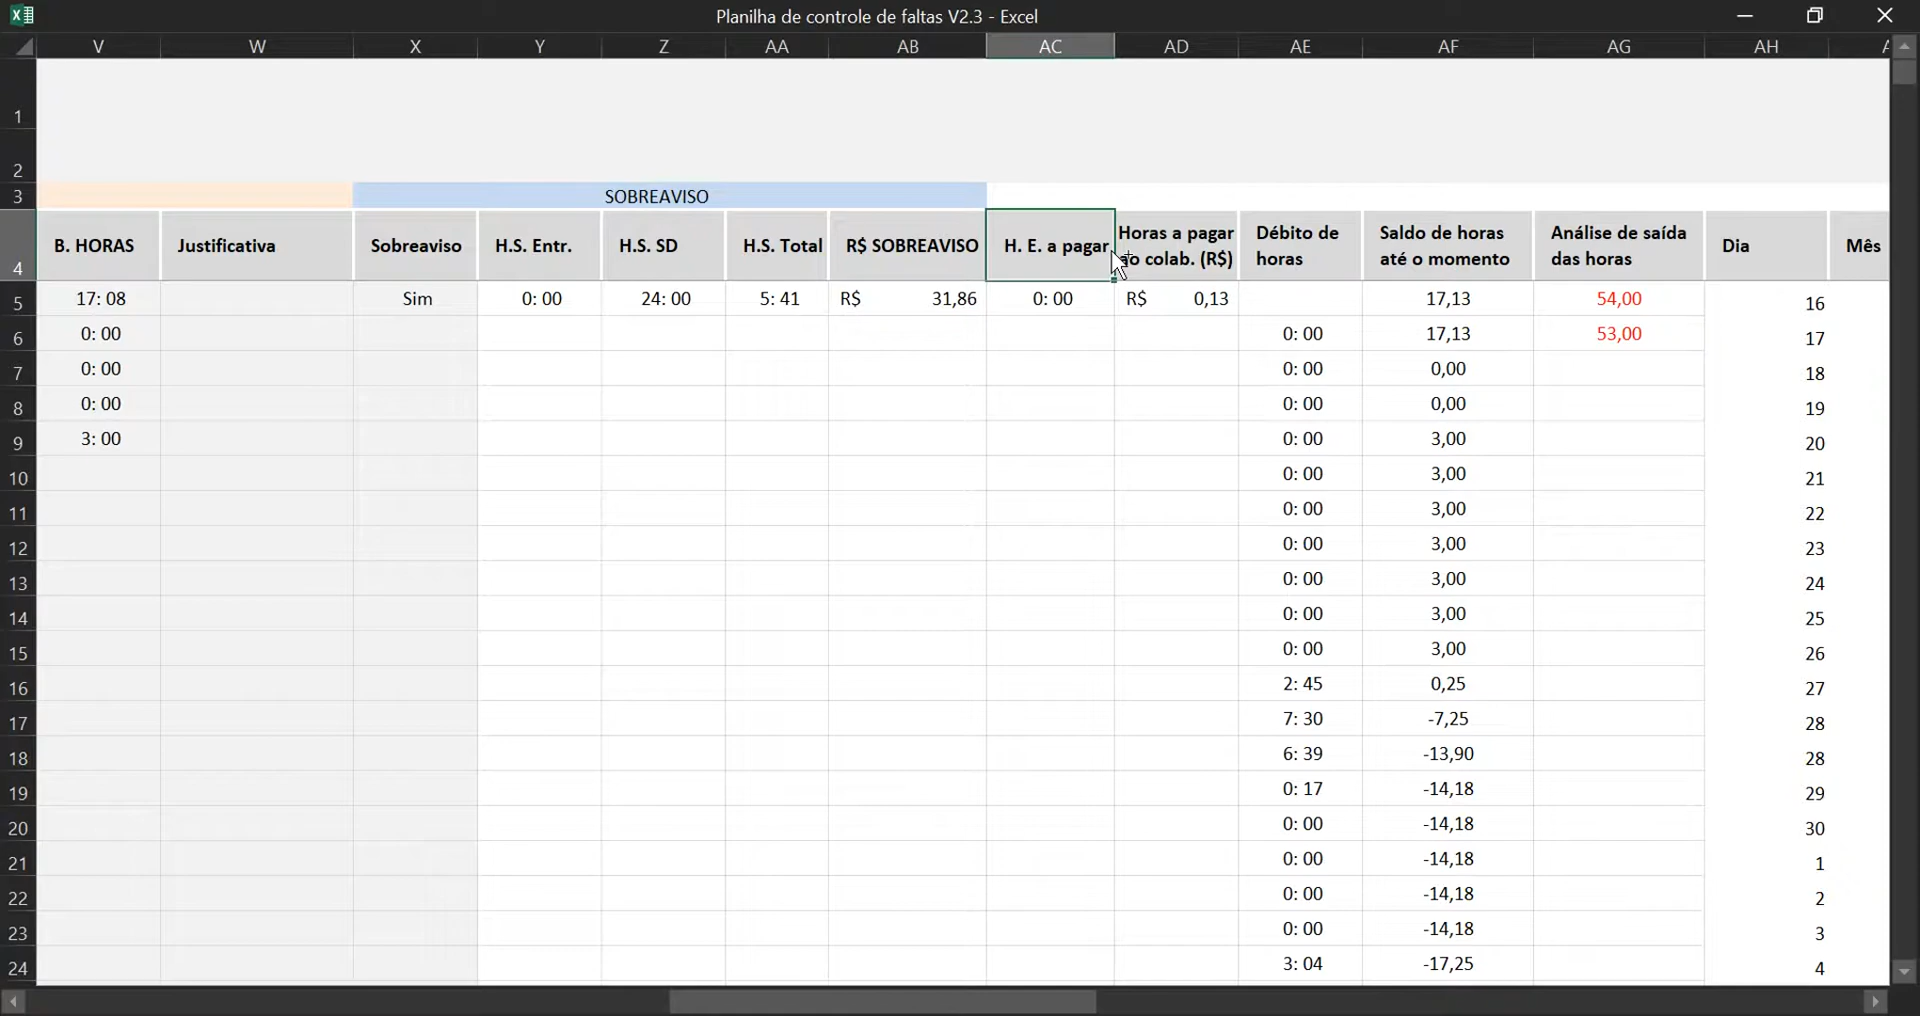 Planilha de controle de faltas V2.3 - Excel
V W X Y Z AA AB AC AD AE AF AG AH
1
2
3 SOBREAVISO
4 B. HORAS Justificativa Sobreaviso H.S. Entr. H.S. SD H.S. Total R$ SOBREAVISO H. E. a pagar Horas a pagar ao colab. (R$) Débito de horas Saldo de horas até o momento Análise de saída das horas Dia Mês
5 17: 08 Sim 0: 00 24: 00 5: 41 R$ 31,86 0: 00 R$ 0,13 17,13 54,00 16
6 0: 00 0: 00 17,13 53,00 17
7 0: 00 0: 00 0,00 18
8 0: 00 0: 00 0,00 19
9 3: 00 0: 00 3,00 20
10 0: 00 3,00 21
11 0: 00 3,00 22
12 0: 00 3,00 23
13 0: 00 3,00 24
14 0: 00 3,00 25
15 0: 00 3,00 26
16 2: 45 0,25 27
17 7: 30 -7,25 28
18 6: 39 -13,90 28
19 0: 17 -14,18 29
20 0: 00 -14,18 30
21 0: 00 -14,18 1
22 0: 00 -14,18 2
23 0: 00 -14,18 3
24 3: 04 -17,25 4